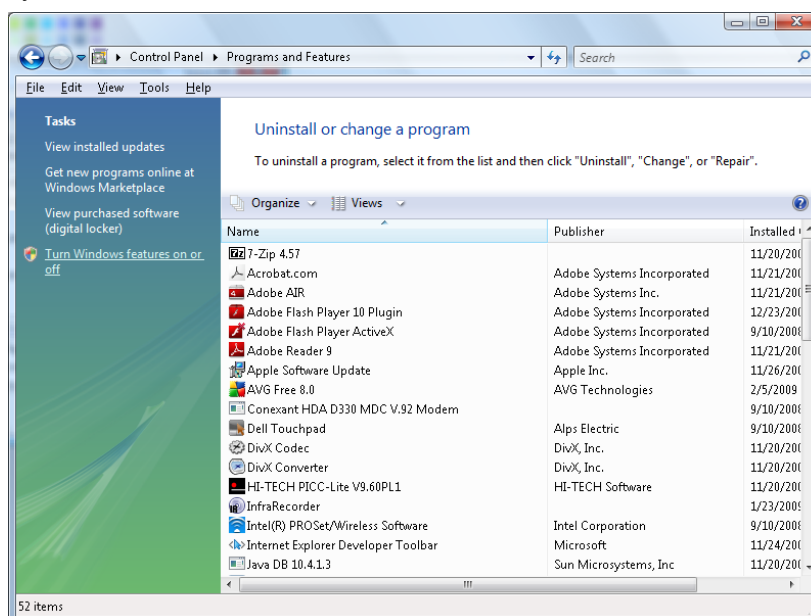 Control Panel ▸ Programs and Features
Search
File Edit View Tools Help
Tasks
View installed updates
Get new programs online at
Windows Marketplace
View purchased software
(digital locker)
Turn Windows features on or
off
Uninstall or change a program
To uninstall a program, select it from the list and then click "Uninstall", "Change", or "Repair".
Organize Views
Name Publisher Installed
7-Zip 4.57 11/20/200
Acrobat.com Adobe Systems Incorporated 11/21/200
Adobe AIR Adobe Systems Inc. 11/21/200
Adobe Flash Player 10 Plugin Adobe Systems Incorporated 12/23/200
Adobe Flash Player ActiveX Adobe Systems Incorporated 9/10/2008
Adobe Reader 9 Adobe Systems Incorporated 11/21/200
Apple Software Update Apple Inc. 11/26/200
AVG Free 8.0 AVG Technologies 2/5/2009
Conexant HDA D330 MDC V.92 Modem 9/10/2008
Dell Touchpad Alps Electric 9/10/2008
DivX Codec DivX, Inc. 11/20/200
DivX Converter DivX, Inc. 11/20/200
HI-TECH PICC-Lite V9.60PL1 HI-TECH Software 11/20/200
InfraRecorder 1/23/2009
Intel(R) PROSet/Wireless Software Intel Corporation 9/10/2008
Internet Explorer Developer Toolbar Microsoft 11/24/200
Java DB 10.4.1.3 Sun Microsystems, Inc 11/20/200
52 items